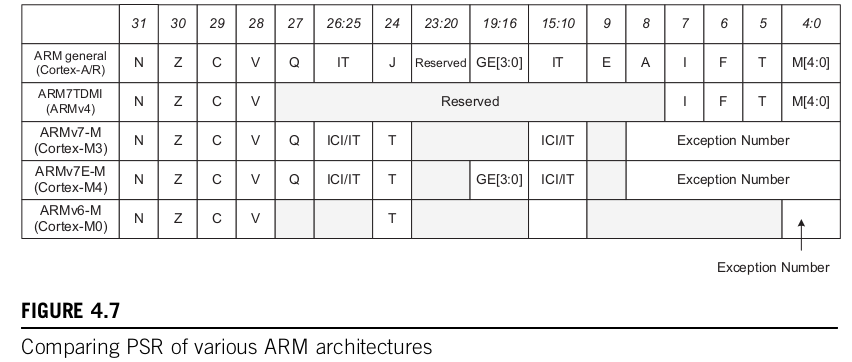 31 30 29 28 27 26:25 24 23:20 19:16 15:10 9 8 7 6 5 4:0
ARM general
(Cortex-A/R) N Z C V Q IT J Reserved GE[3:0] IT E A I F T M[4:0]
ARM7TDMI
(ARMv4) N Z C V Reserved I F T M[4:0]
ARMv7-M
(Cortex-M3) N Z C V Q ICI/IT T ICI/IT Exception Number
ARMv7E-M
(Cortex-M4) N Z C V Q ICI/IT T GE[3:0] ICI/IT Exception Number
ARMv6-M
(Cortex-M0) N Z C V T
Exception Number
FIGURE 4.7
Comparing PSR of various ARM architectures